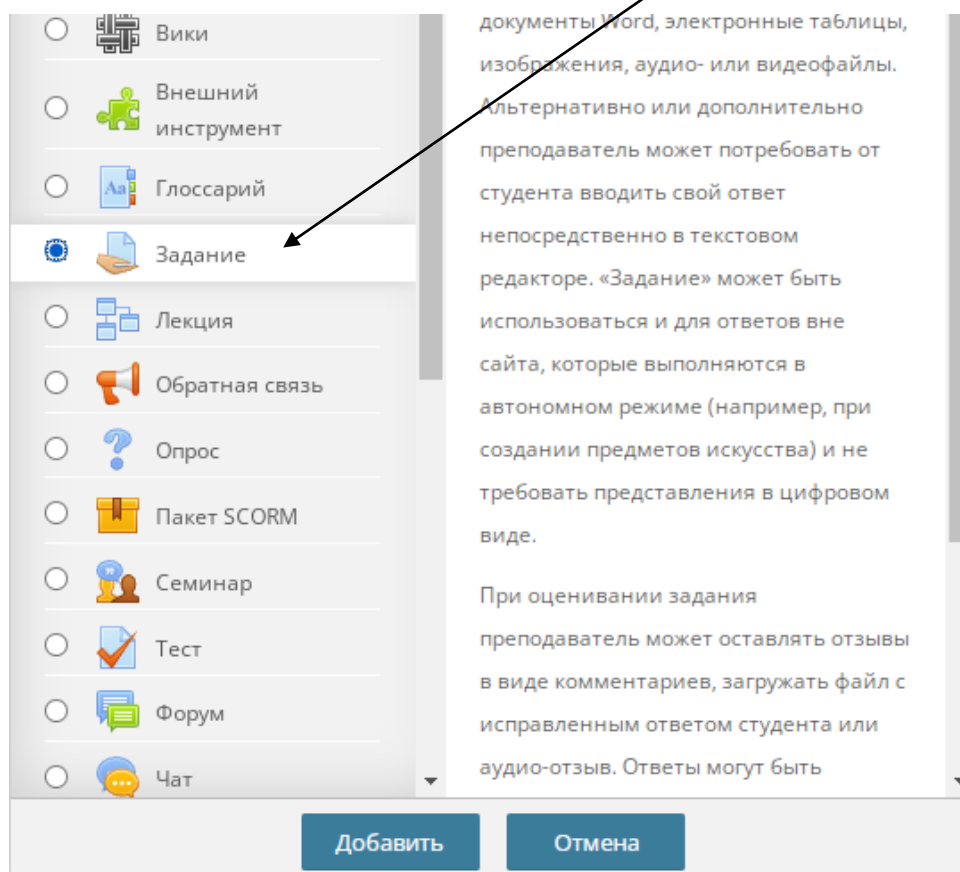 Вики
Внешний
инструмент
Глоссарий
Задание
Лекция
Обратная связь
Опрос
Пакет SCORM
Семинар
Тест
Форум
Чат
документы Word, электронные таблицы,
изображения, аудио- или видеофайлы.
Альтернативно или дополнительно
преподаватель может потребовать от
студента вводить свой ответ
непосредственно в текстовом
редакторе. «Задание» может быть
использоваться и для ответов вне
сайта, которые выполняются в
автономном режиме (например, при
создании предметов искусства) и не
требовать представления в цифровом
виде.
При оценивании задания
преподаватель может оставлять отзывы
в виде комментариев, загружать файл с
исправленным ответом студента или
аудио-отзыв. Ответы могут быть
Добавить
Отмена